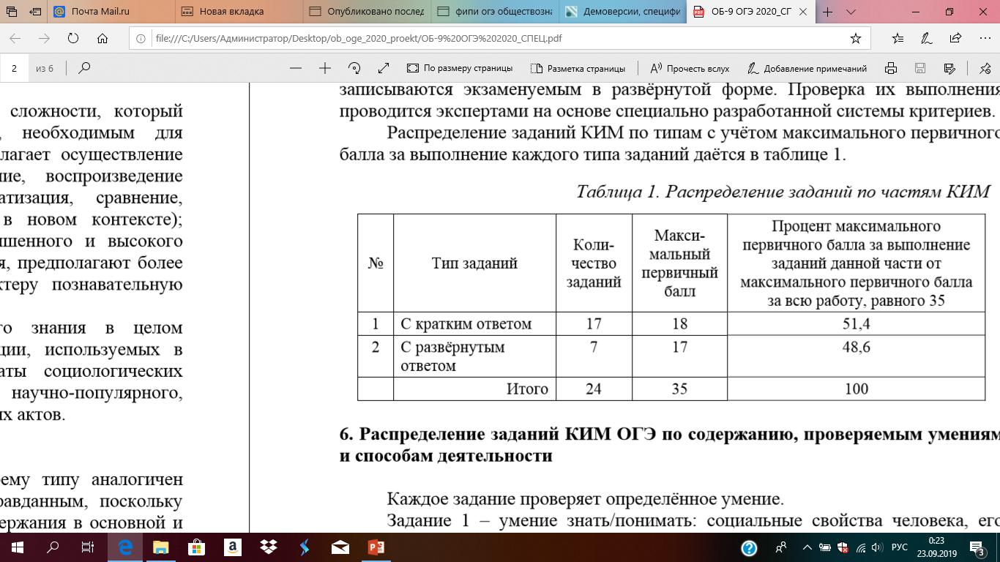 Почта Mail.ru
Новая вкладка
Опубликовано послед
фипи огэ обществозна
Демоверсии, специфи
ОБ-9 ОГЭ 2020_СГ
file:///C:/Users/Администратор/Desktop/ob_oge_2020_proekt/ОБ-9%20ОГЭ%202020_СПЕЦ.pdf
2 из 6
По размеру страницы
Разметка страницы
Прочесть вслух
Добавление примечаний
сложности, который
, необходимым для
лагает осуществление
ние, воспроизведение
атизация, сравнение,
в новом контексте);
ышенного и высокого
я, предполагают более
ктеру познавательную
го знания в целом
ции, используемых в
аты социологических
научно-популярного,
их актов.
ему типу аналогичен
равданным, поскольку
ержания в основной и
записываются экзаменуемым в развёрнутой форме. Проверка их выполнения
проводится экспертами на основе специально разработанной системы критериев.
Распределение заданий КИМ по типам с учётом максимального первичного
балла за выполнение каждого типа заданий даётся в таблице 1.
Таблица 1. Распределение заданий по частям КИМ
№
Тип заданий
Коли-
чество
заданий
Макси-
мальный
первичный
балл
Процент максимального
первичного балла за выполнение
заданий данной части от
максимального первичного балла
за всю работу, равного 35
1 С кратким ответом 17 18 51,4
2 С развёрнутым 7 17 48,6
ответом
Итого 24 35 100
6. Распределение заданий КИМ ОГЭ по содержанию, проверяемым умениям
и способам деятельности
Каждое задание проверяет определённое умение.
Задание 1 – умение знать/понимать: социальные свойства человека, его
РУС
0:23
23.09.2019
3